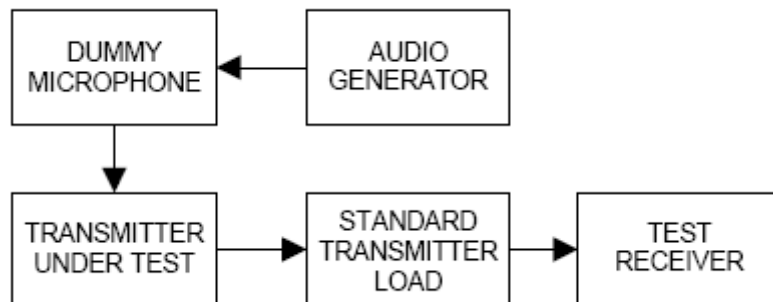 DUMMY
MICROPHONE
AUDIO
GENERATOR
TRANSMITTER
UNDER TEST
STANDARD
TRANSMITTER
LOAD
TEST
RECEIVER